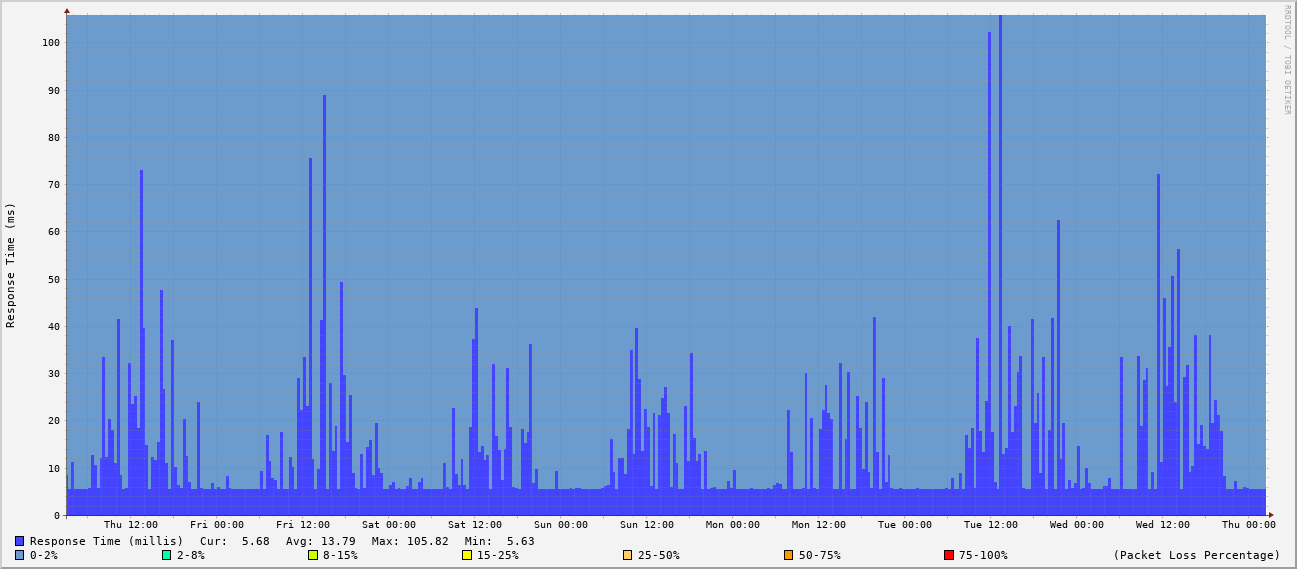 RRDTOOL / TOBI OETIKER
Response Time (ms)
100
90
80
70
60
50
40
30
20
10
0
Thu 12:00 Fri 00:00 Fri 12:00 Sat 00:00 Sat 12:00 Sun 00:00 Sun 12:00 Mon 00:00 Mon 12:00 Tue 00:00 Tue 12:00 Wed 00:00 Wed 12:00 Thu 00:00
Response Time (millis) Cur: 5.68 Avg: 13.79 Max: 105.82 Min: 5.63
0-2% 2-8% 8-15% 15-25% 25-50% 50-75% 75-100% (Packet Loss Percentage)